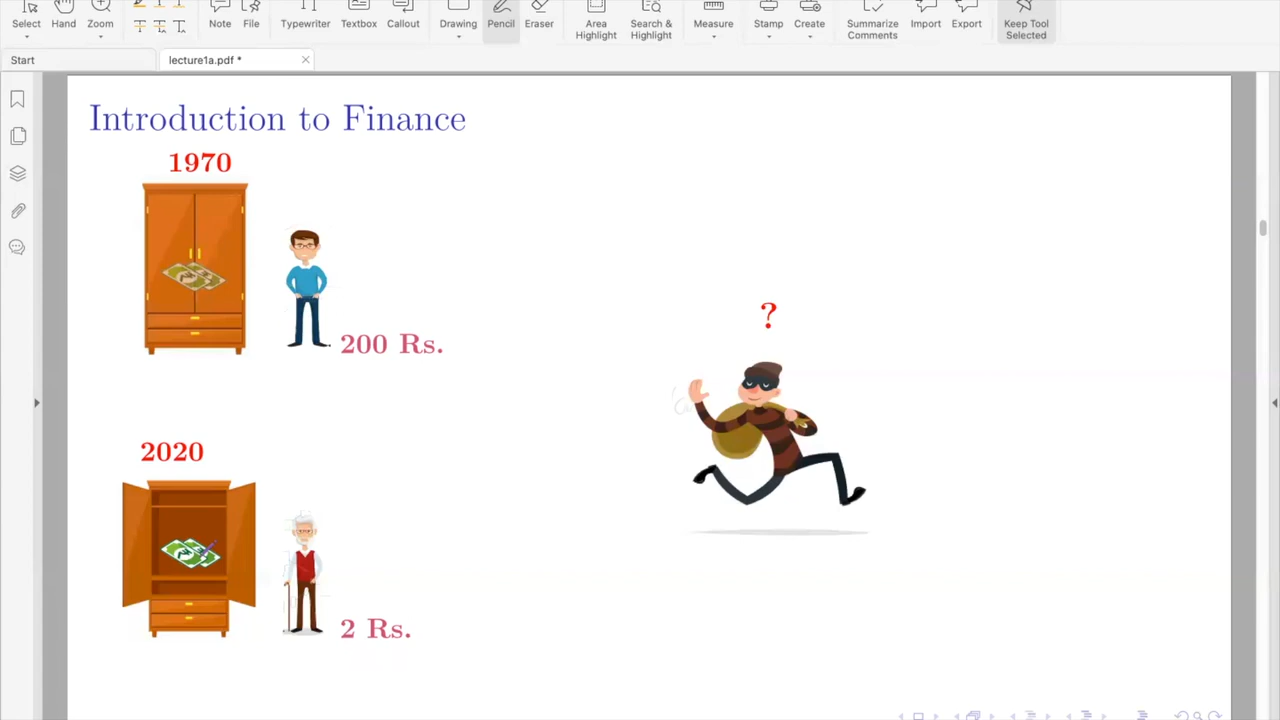 Select
Hand
Zoom
Note
File
Typewriter
Textbox
Callout
Drawing
Pencil
Eraser
Area
Highlight
Search &
Highlight
Measure
Stamp
Create
Summarize
Comments
Import
Export
Keep Tool
Selected
Start
lecture1a.pdf *
Introduction to Finance
1970
200 Rs.
?
2020
2 Rs.